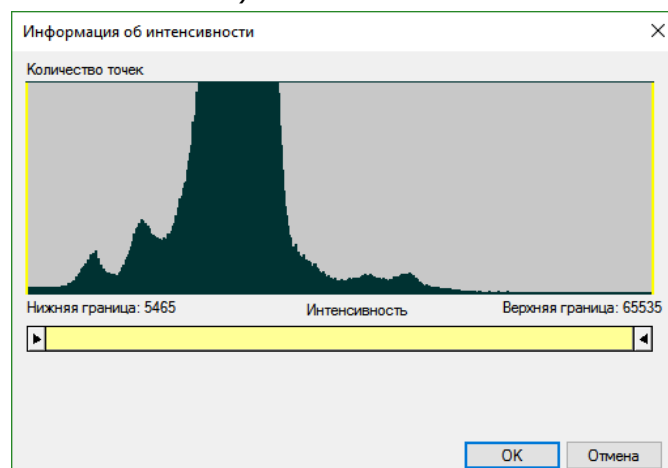 Информация об интенсивности
Количество точек
Нижняя граница: 5465 Интенсивность Верхняя граница: 65535
OK Отмена